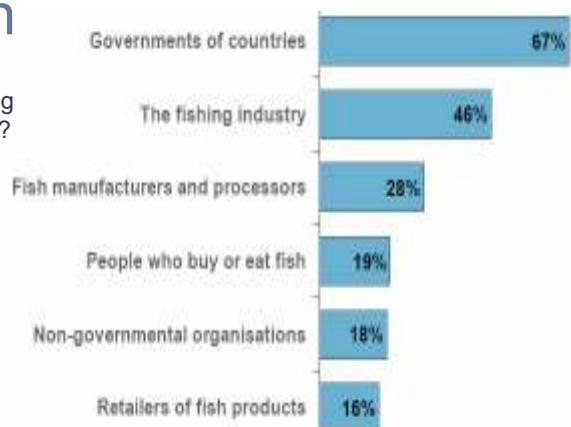 n
g
?
Governments of countries 67%
The fishing industry 46%
Fish manufacturers and processors 28%
People who buy or eat fish 19%
Non-governmental organisations 18%
Retailers of fish products 16%